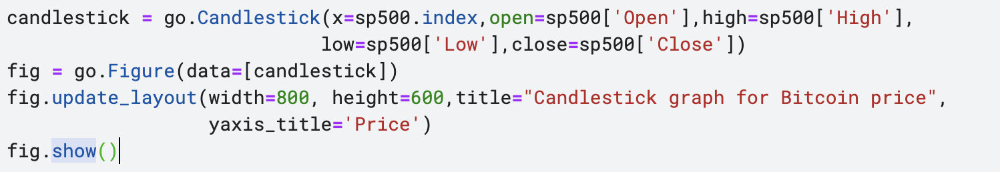 candlestick = go.Candlestick(x=sp500.index,open=sp500['Open'],high=sp500['High'],
low=sp500['Low'],close=sp500['Close'])
fig = go.Figure(data=[candlestick])
fig.update_layout(width=800, height=600,title="Candlestick graph for Bitcoin price",
yaxis_title='Price')
fig.show()